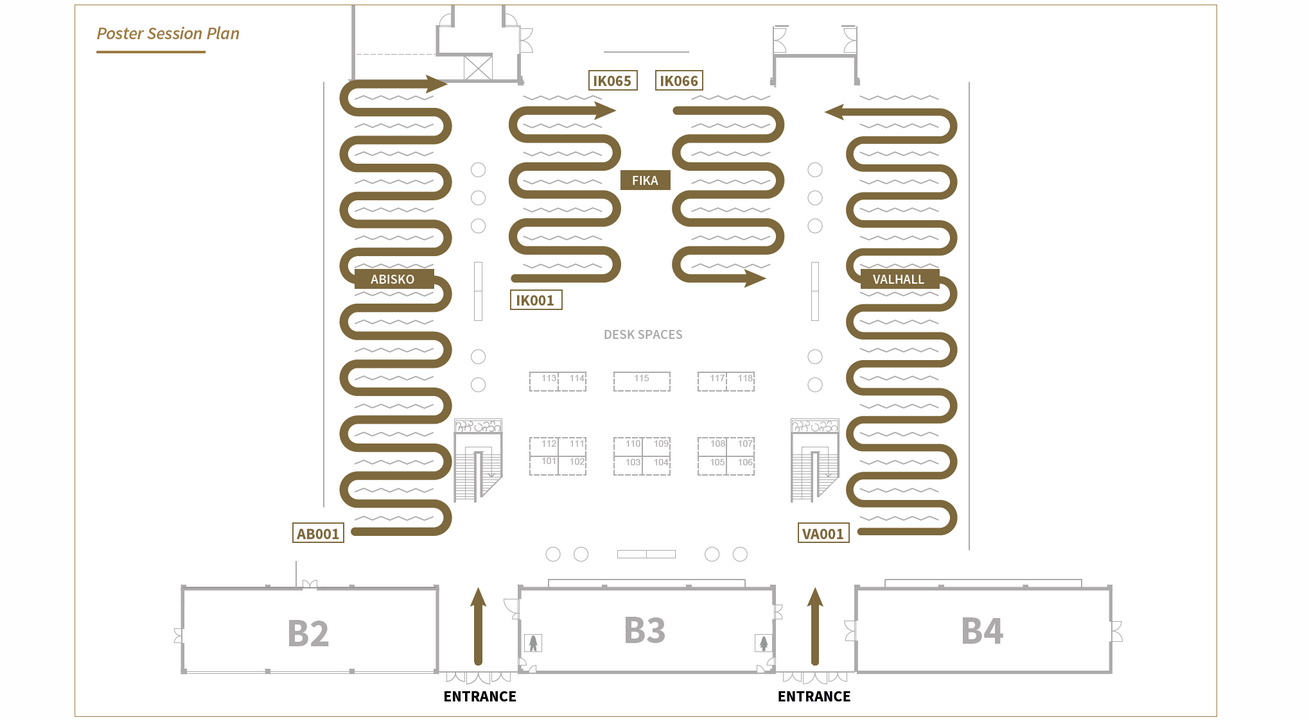 Poster Session Plan
IK065 IK066
FIKA
ABISKO
VALHALL
IK001
DESK SPACES
113 114 115 117 118
112 111 110 109 108 107
101 102 103 104 105 106
AB001
VA001
B2
B3
B4
ENTRANCE
ENTRANCE